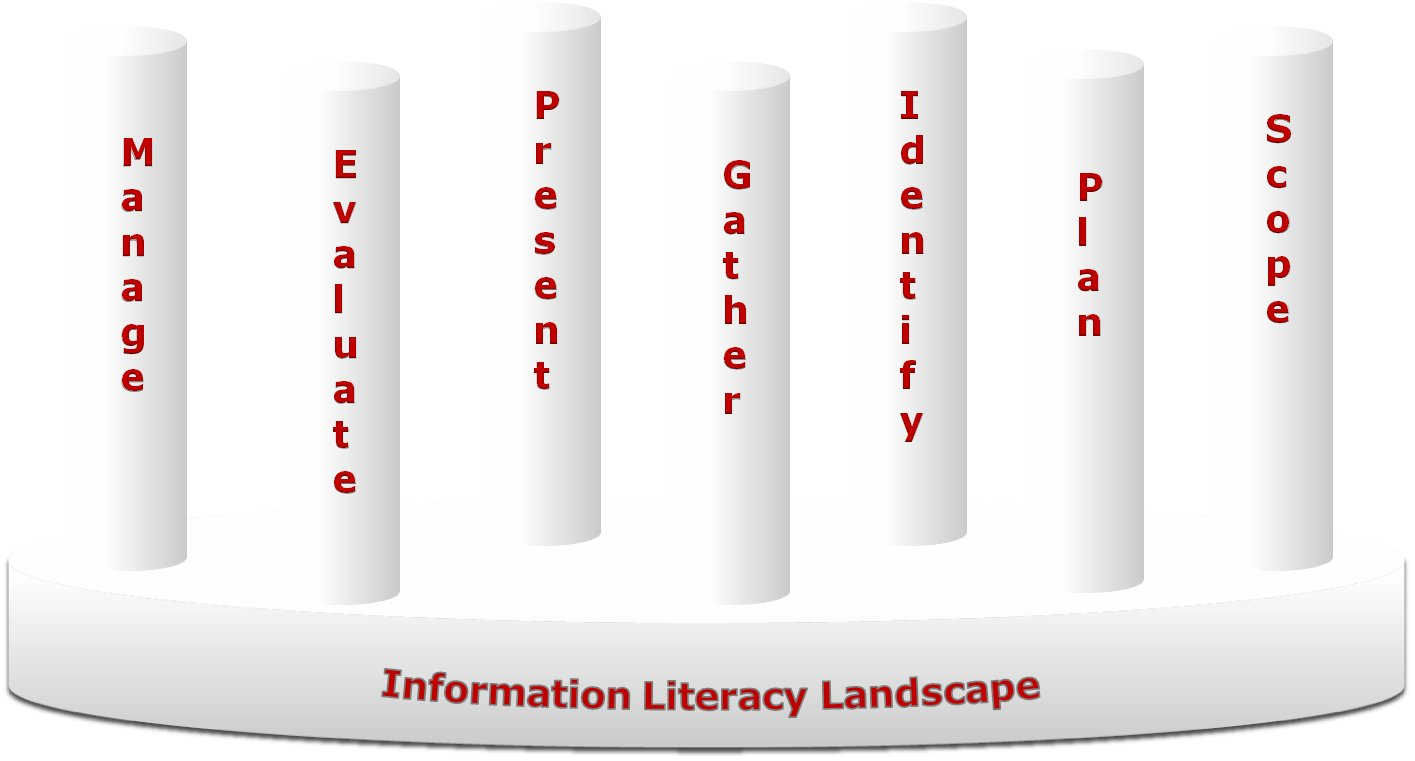 Manage
Evaluate
Present
Gather
Identify
Plan
Scope
Information Literacy Landscape